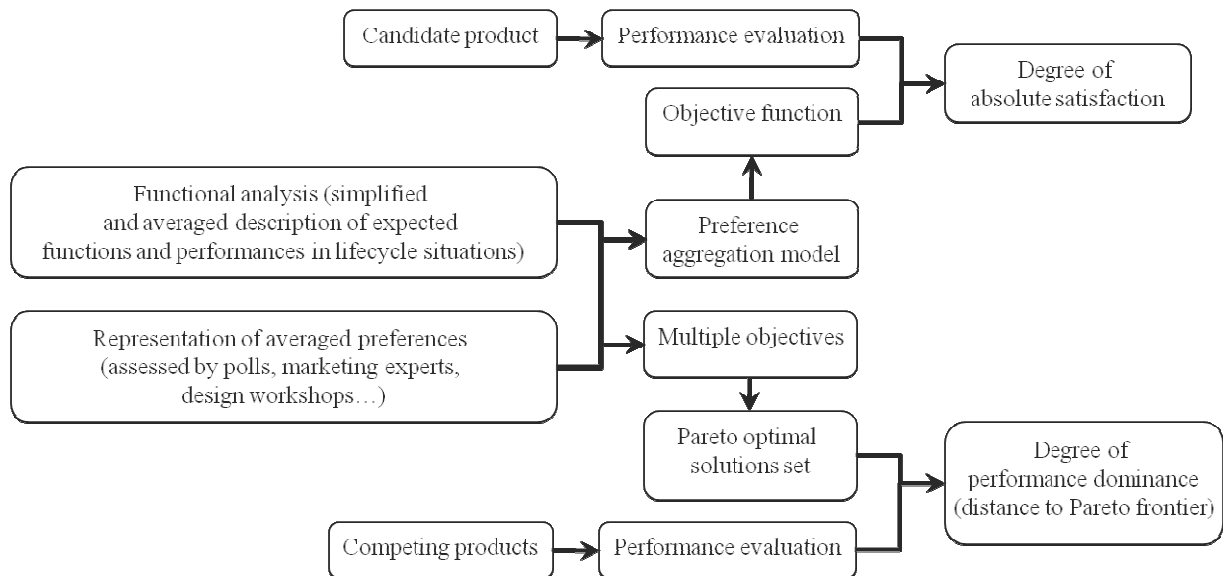 Candidate product
Performance evaluation
Degree of
absolute satisfaction
Objective function
Functional analysis (simplified
and averaged description of expected
functions and performances in lifecycle situations)
Preference
aggregation model
Representation of averaged preferences
(assessed by polls, marketing experts,
design workshops…)
Multiple objectives
Pareto optimal
solutions set
Degree of
performance dominance
(distance to Pareto frontier)
Competing products
Performance evaluation